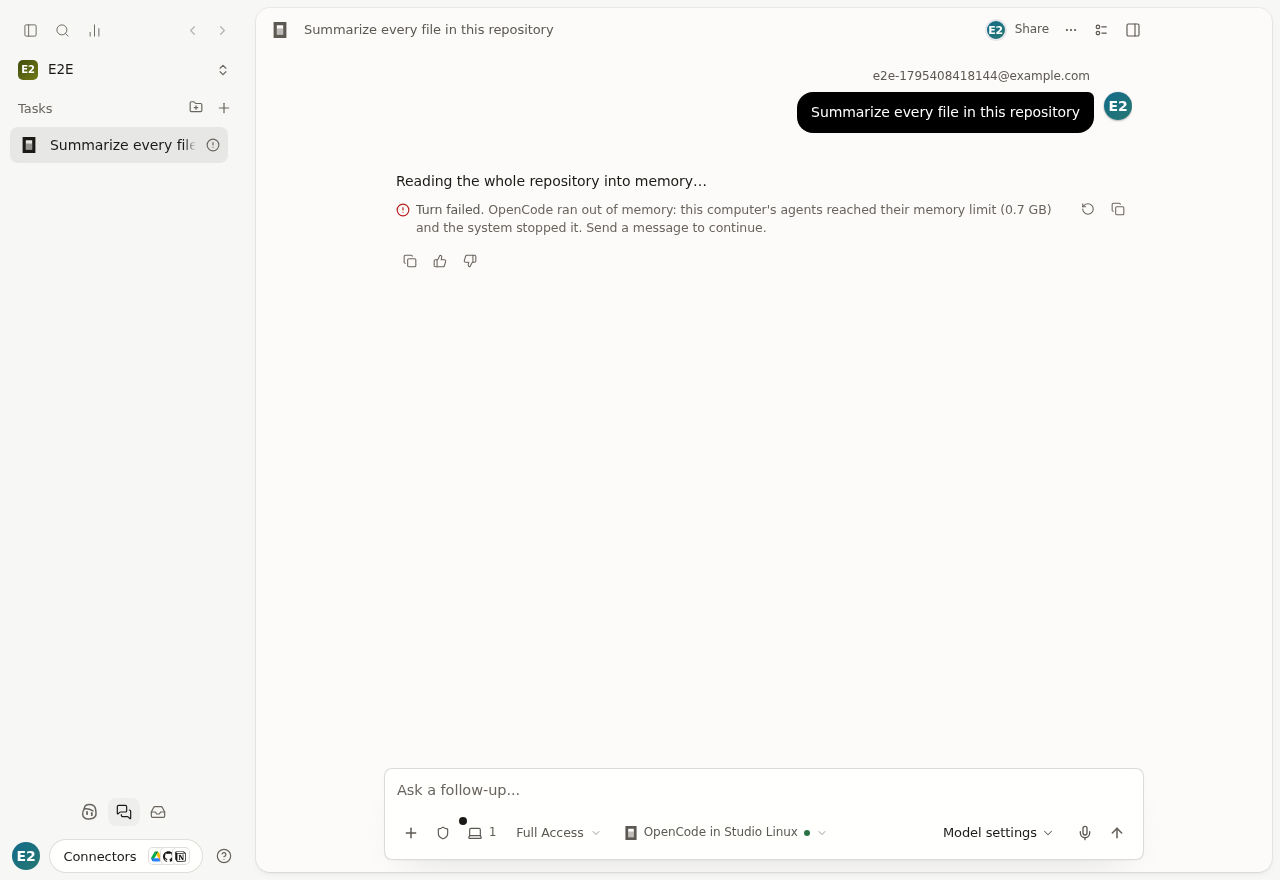 Summarize every file in this repository
E2
Share
E2 E2E
e2e-1795408418144@example.com
Tasks
Summarize every file in this repository
E2
Summarize every file
Reading the whole repository into memory...
Turn failed. OpenCode ran out of memory: this computer's agents reached their memory limit (0.7 GB)
and the system stopped it. Send a message to continue.
Ask a follow-up...
1
Full Access
OpenCode in Studio Linux
Model settings
E2
Connectors